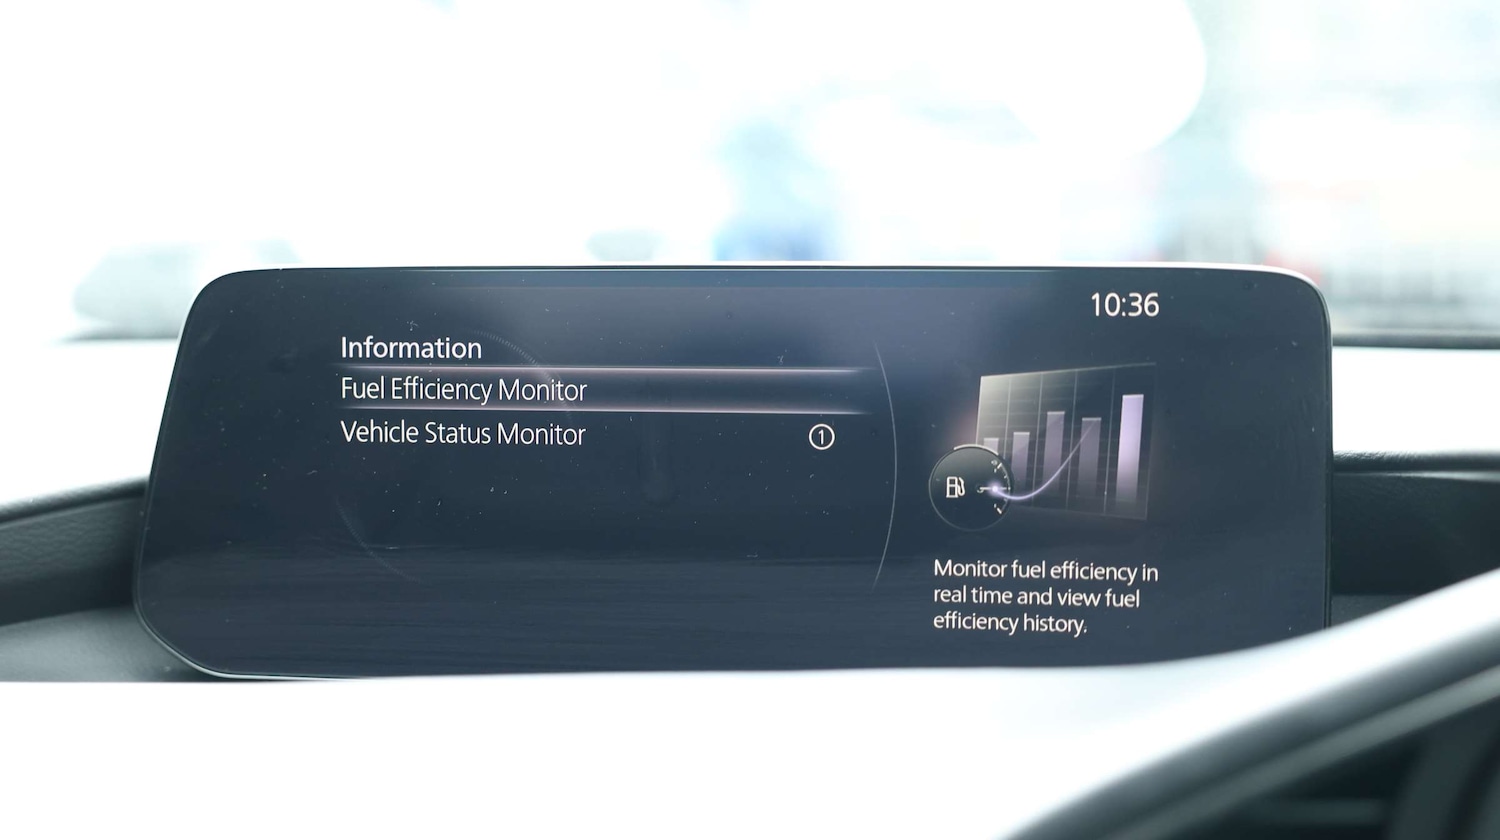 10:36
Information
Fuel Efficiency Monitor
Vehicle Status Monitor 1
Monitor fuel efficiency in
real time and view fuel
efficiency history.